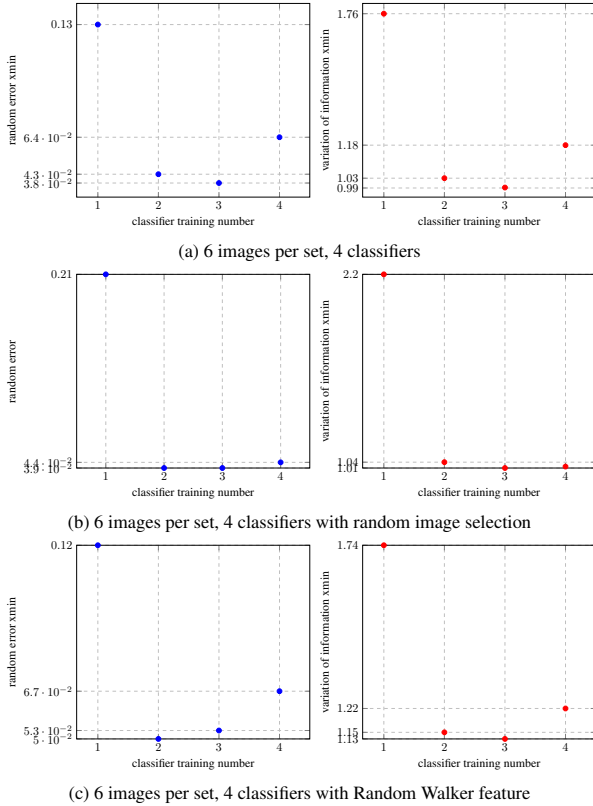 0.13
6.4 · 10⁻²
4.3 · 10⁻²
3.8 · 10⁻²
random error xmin
1 2 3 4
classifier training number
1.76
1.18
1.03
0.99
variation of information xmin
1 2 3 4
classifier training number
(a) 6 images per set, 4 classifiers
0.21
4.4 · 10⁻²
3.9 · 10⁻²
random error
1 2 3 4
classifier training number
2.2
1.04
1.01
variation of information xmin
1 2 3 4
classifier training number
(b) 6 images per set, 4 classifiers with random image selection
0.12
6.7 · 10⁻²
5.3 · 10⁻²
5 · 10⁻²
random error xmin
1 2 3 4
classifier training number
1.74
1.22
1.15
1.13
variation of information xmin
1 2 3 4
classifier training number
(c) 6 images per set, 4 classifiers with Random Walker feature